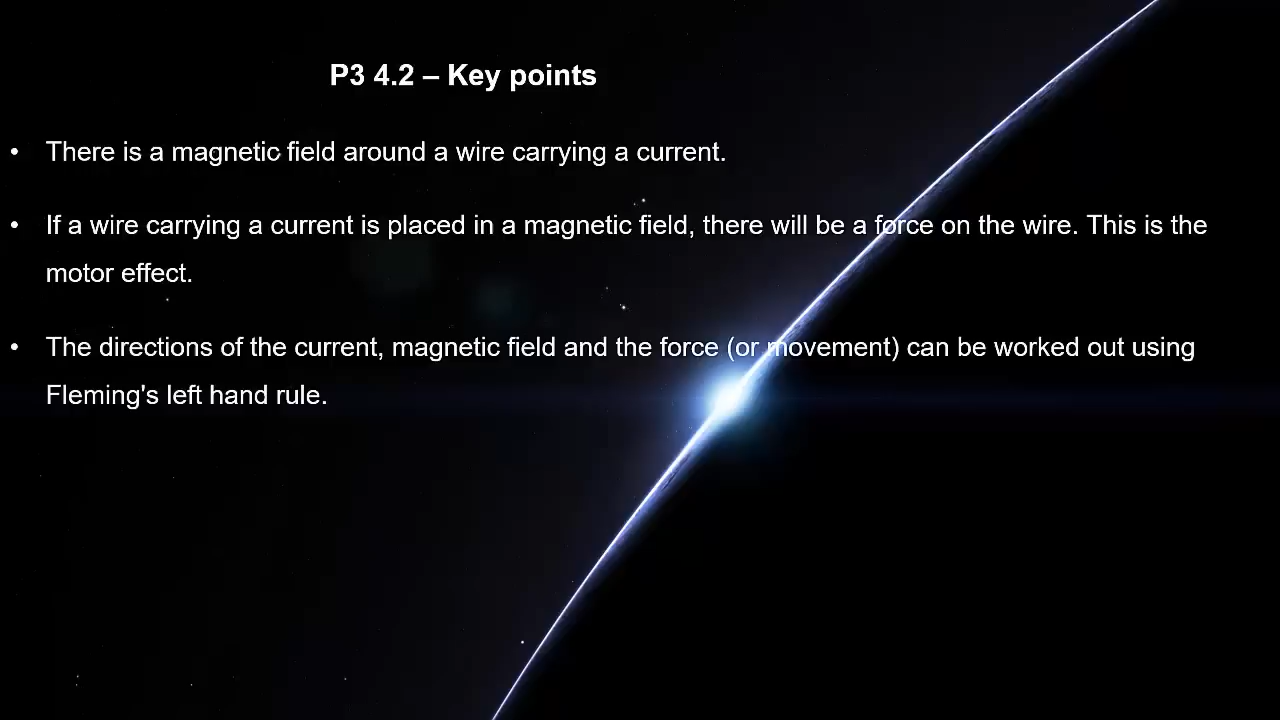 P3 4.2 – Key points
• There is a magnetic field around a wire carrying a current.
• If a wire carrying a current is placed in a magnetic field, there will be a force on the wire. This is the
motor effect.
• The directions of the current, magnetic field and the force (or movement) can be worked out using
Fleming's left hand rule.